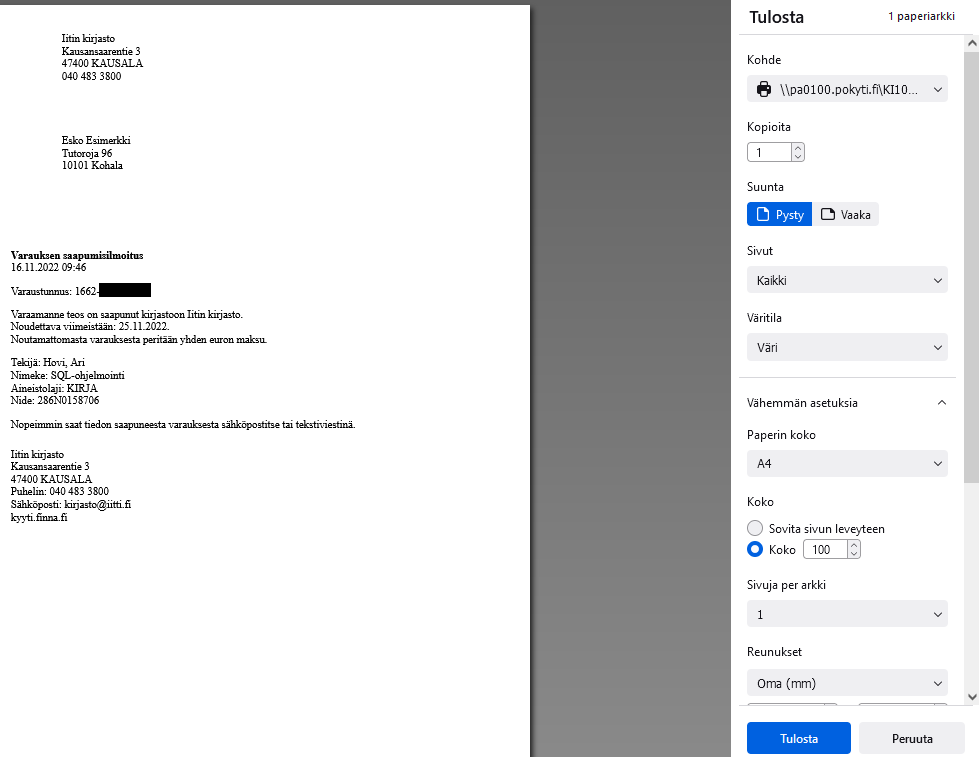 Iitin kirjasto
Kausansaarentie 3
47400 KAUSALA
040 483 3800
Esko Esimerkki
Tutoroja 96
10101 Kohala
Varauksen saapumisilmoitus
16.11.2022 09:46
Varaustunnus: 1662-
Varaamanne teos on saapunut kirjastoon Iitin kirjasto.
Noudettava viimeistään: 25.11.2022.
Noutamattomasta varauksesta peritään yhden euron maksu.
Tekijä: Hovi, Ari
Nimeke: SQL-ohjelmointi
Aineistolaji: KIRJA
Nide: 286N0158706
Nopeimmin saat tiedon saapuneesta varauksesta sähköpostitse tai tekstiviestinä.
Iitin kirjasto
Kausansaarentie 3
47400 KAUSALA
Puhelin: 040 483 3800
Sähköposti: kirjasto@iitti.fi
kyyti.finna.fi
Tulosta
1 paperiarkki
Kohde
\\pa0100.pokyti.fi\KI10...
Kopioita
1
Suunta
Pysty Vaaka
Sivut
Kaikki
Väritila
Väri
Vähemmän asetuksia
Paperin koko
A4
Koko
Sovita sivun leveyteen
Koko 100
Sivuja per arkki
1
Reunukset
Oma (mm)
Tulosta Peruuta